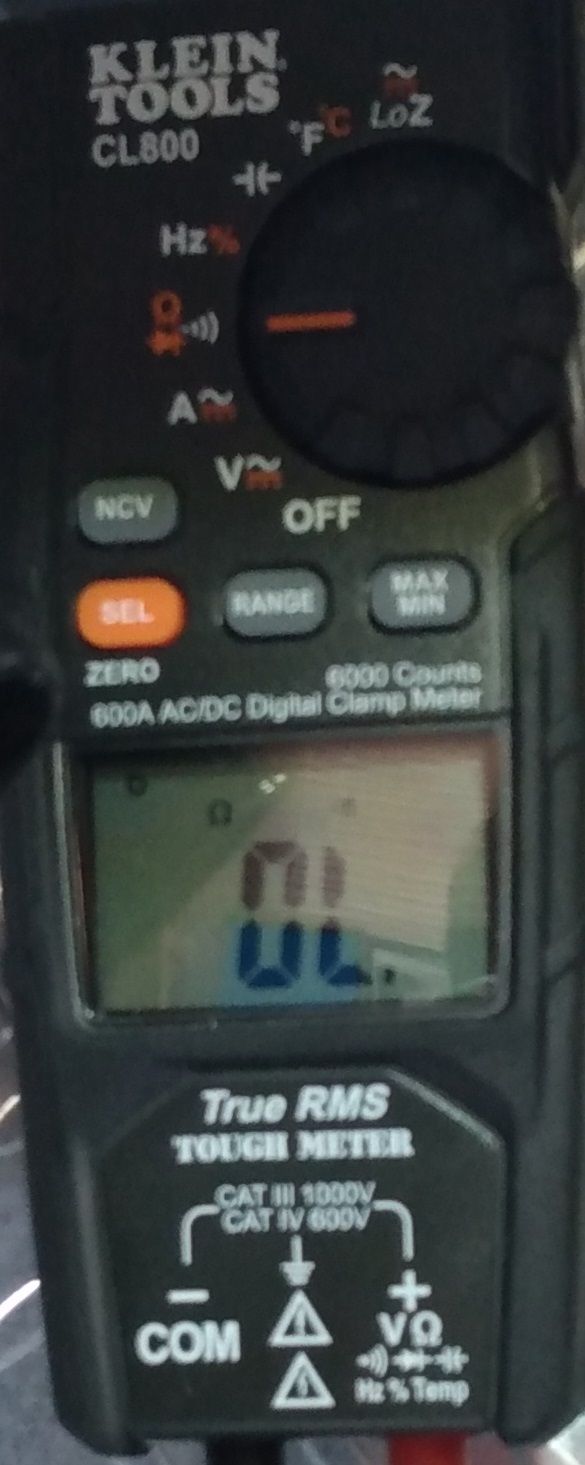 KLEIN
TOOLS
CL800
LoZ
°F°C
Hz%
Ω
A
V
OFF
NCV
SEL
RANGE
MAX
MIN
ZERO
6000 Counts
600A AC/DC Digital Clamp Meter
Ω
OL.
True RMS
TOUGH METER
CAT III 1000V
CAT IV 600V
− +
COM VΩ
Hz % Temp